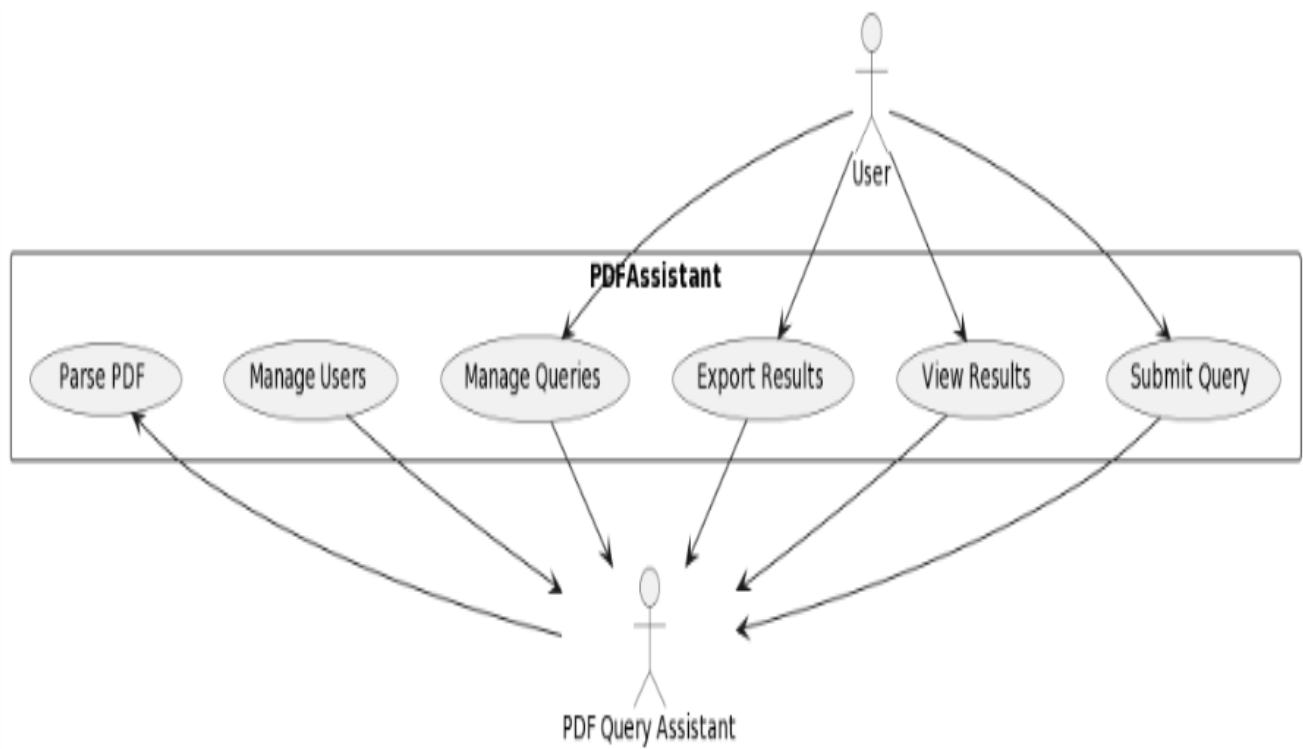 User
PDFAssistant
Parse PDF
Manage Users
Manage Queries
Export Results
View Results
Submit Query
PDF Query Assistant